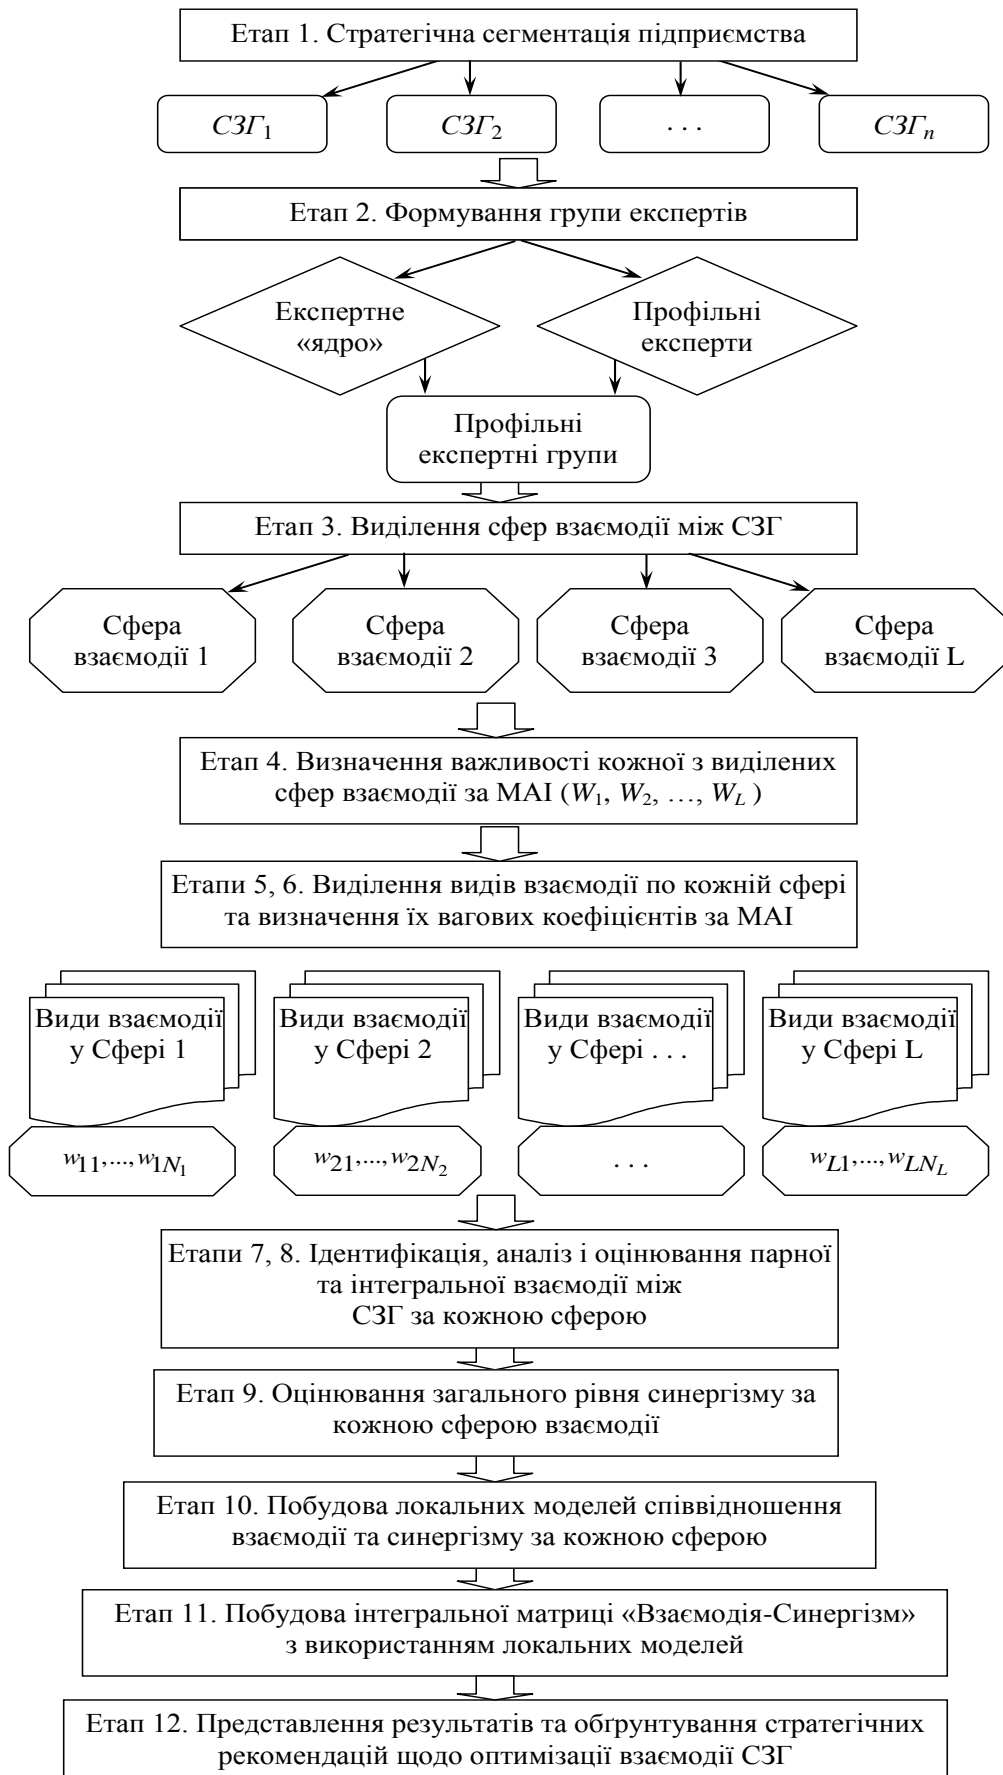 Етап 1. Стратегічна сегментація підприємства
СЗГ1
СЗГ2
. . .
СЗГn
Етап 2. Формування групи експертів
Експертне
«ядро»
Профільні
експерти
Профільні
експертні групи
Етап 3. Виділення сфер взаємодії між СЗГ
Сфера
взаємодії 1
Сфера
взаємодії 2
Сфера
взаємодії 3
Сфера
взаємодії L
Етап 4. Визначення важливості кожної з виділених
сфер взаємодії за МАІ (W1, W2, …, WL )
Етапи 5, 6. Виділення видів взаємодії по кожній сфері
та визначення їх вагових коефіцієнтів за МАІ
Види взаємодії
у Сфері 1
Види взаємодії
у Сфері 2
Види взаємодії
у Сфері . . .
Види взаємодії
у Сфері L
w11,...,w1N1
w21,...,w2N2
. . .
wL1,...,wLNL
Етапи 7, 8. Ідентифікація, аналіз і оцінювання парної
та інтегральної взаємодії між
СЗГ за кожною сферою
Етап 9. Оцінювання загального рівня синергізму за
кожною сферою взаємодії
Етап 10. Побудова локальних моделей співвідношення
взаємодії та синергізму за кожною сферою
Етап 11. Побудова інтегральної матриці «Взаємодія-Синергізм»
з використанням локальних моделей
Етап 12. Представлення результатів та обґрунтування стратегічних
рекомендацій щодо оптимізації взаємодії СЗГ